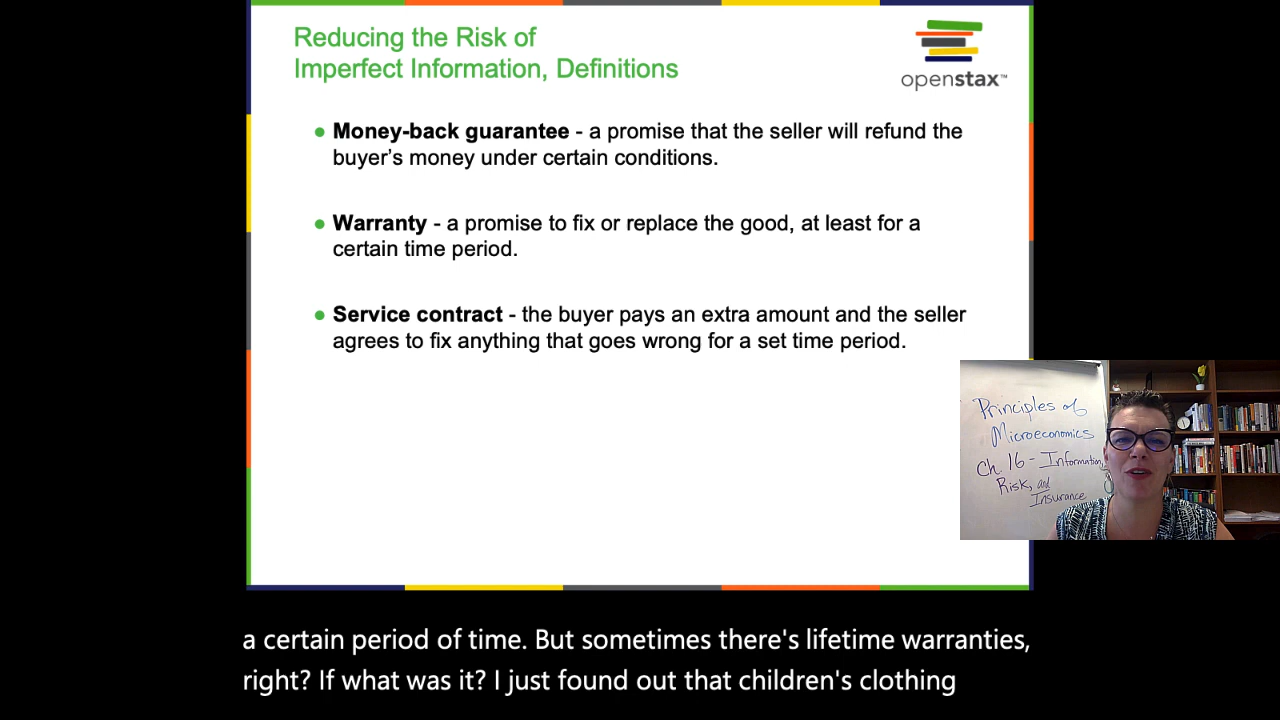 Reducing the Risk of
Imperfect Information, Definitions
openstax™
● Money-back guarantee - a promise that the seller will refund the
buyer’s money under certain conditions.
● Warranty - a promise to fix or replace the good, at least for a
certain time period.
● Service contract - the buyer pays an extra amount and the seller
agrees to fix anything that goes wrong for a set time period.
Principles of
Microeconomics
Ch. 16 - Information,
Risk, and
Insurance
a certain period of time. But sometimes there's lifetime warranties,
right? If what was it? I just found out that children's clothing